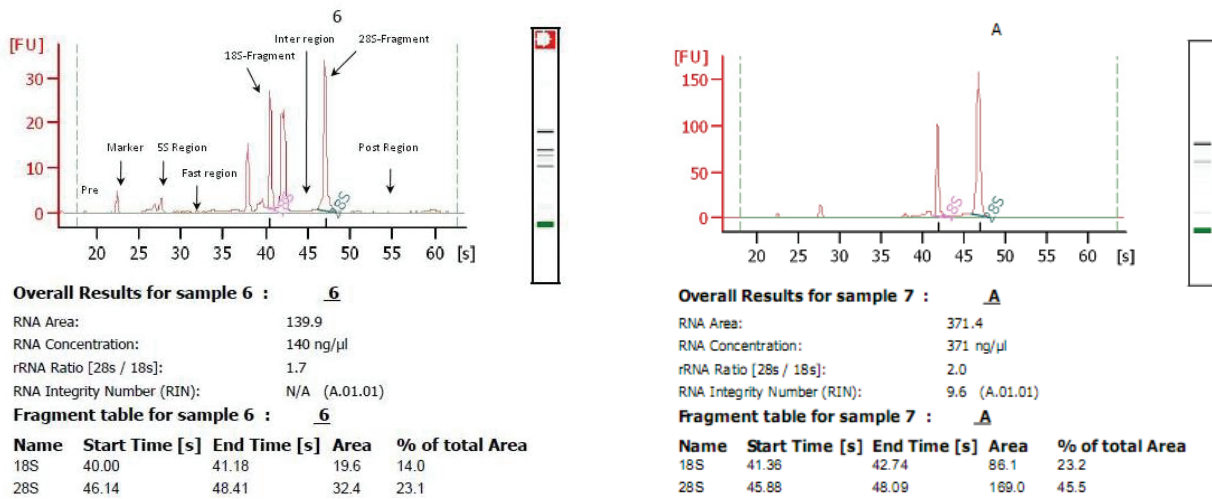 6
[FU]
30
20
10
0
Pre
Marker
5S Region
Fast region
18S-Fragment
Inter region
28S-Fragment
Post Region
18S
28S
20 25 30 35 40 45 50 55 60 [s]
Overall Results for sample 6 : 6
RNA Area: 139.9
RNA Concentration: 140 ng/µl
rRNA Ratio [28s / 18s]: 1.7
RNA Integrity Number (RIN): N/A (A.01.01)
Fragment table for sample 6 : 6
Name Start Time [s] End Time [s] Area % of total Area
18S 40.00 41.18 19.6 14.0
28S 46.14 48.41 32.4 23.1
A
[FU]
150
100
50
0
18S
28S
20 25 30 35 40 45 50 55 60 [s]
Overall Results for sample 7 : A
RNA Area: 371.4
RNA Concentration: 371 ng/µl
rRNA Ratio [28s / 18s]: 2.0
RNA Integrity Number (RIN): 9.6 (A.01.01)
Fragment table for sample 7 : A
Name Start Time [s] End Time [s] Area % of total Area
18S 41.36 42.74 86.1 23.2
28S 45.88 48.09 169.0 45.5